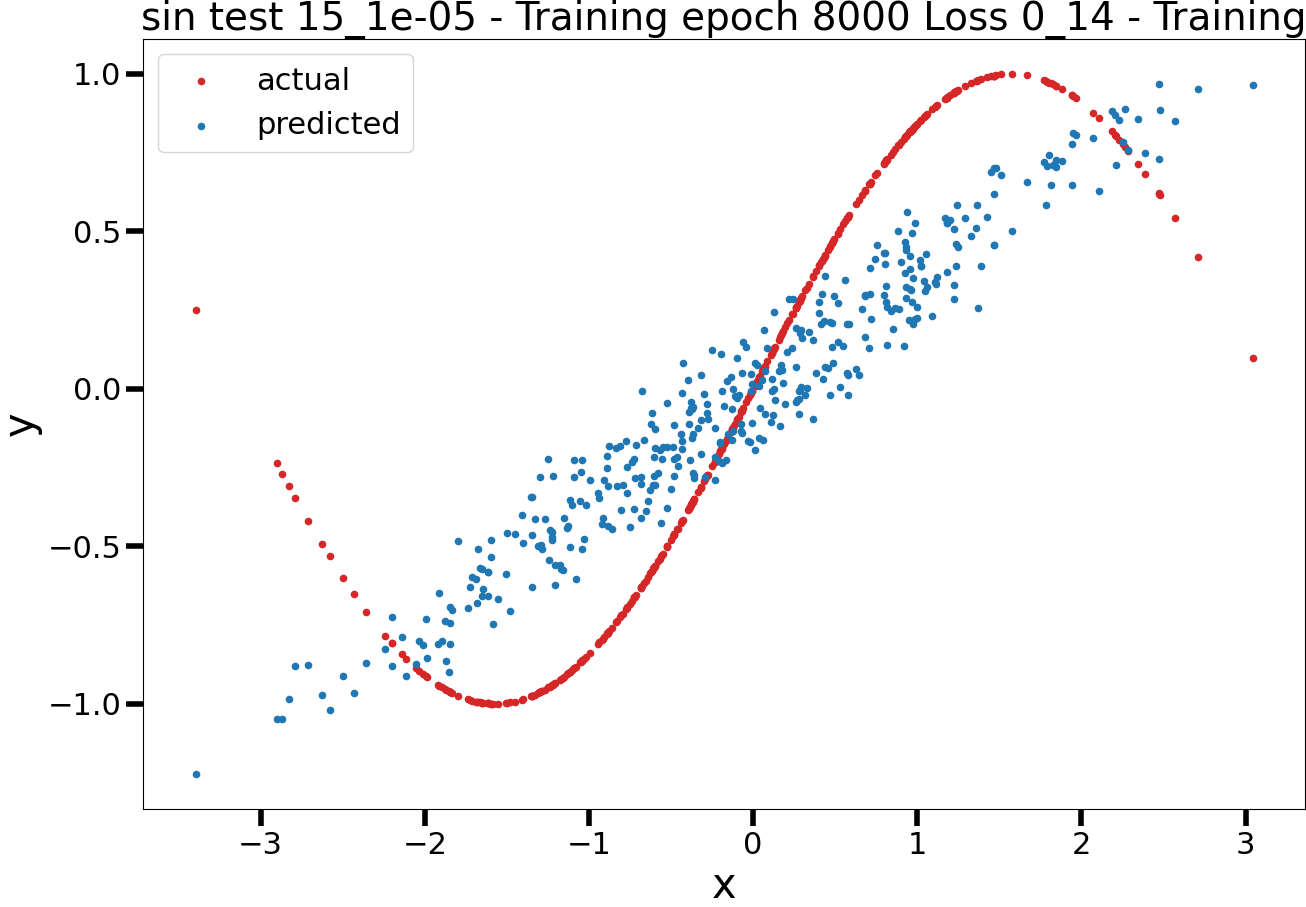 sin test 15_1e-05 - Training epoch 8000 Loss 0_14 - Training
actual
predicted
1.0
0.5
0.0
−0.5
−1.0
y
−3 −2 −1 0 1 2 3
x